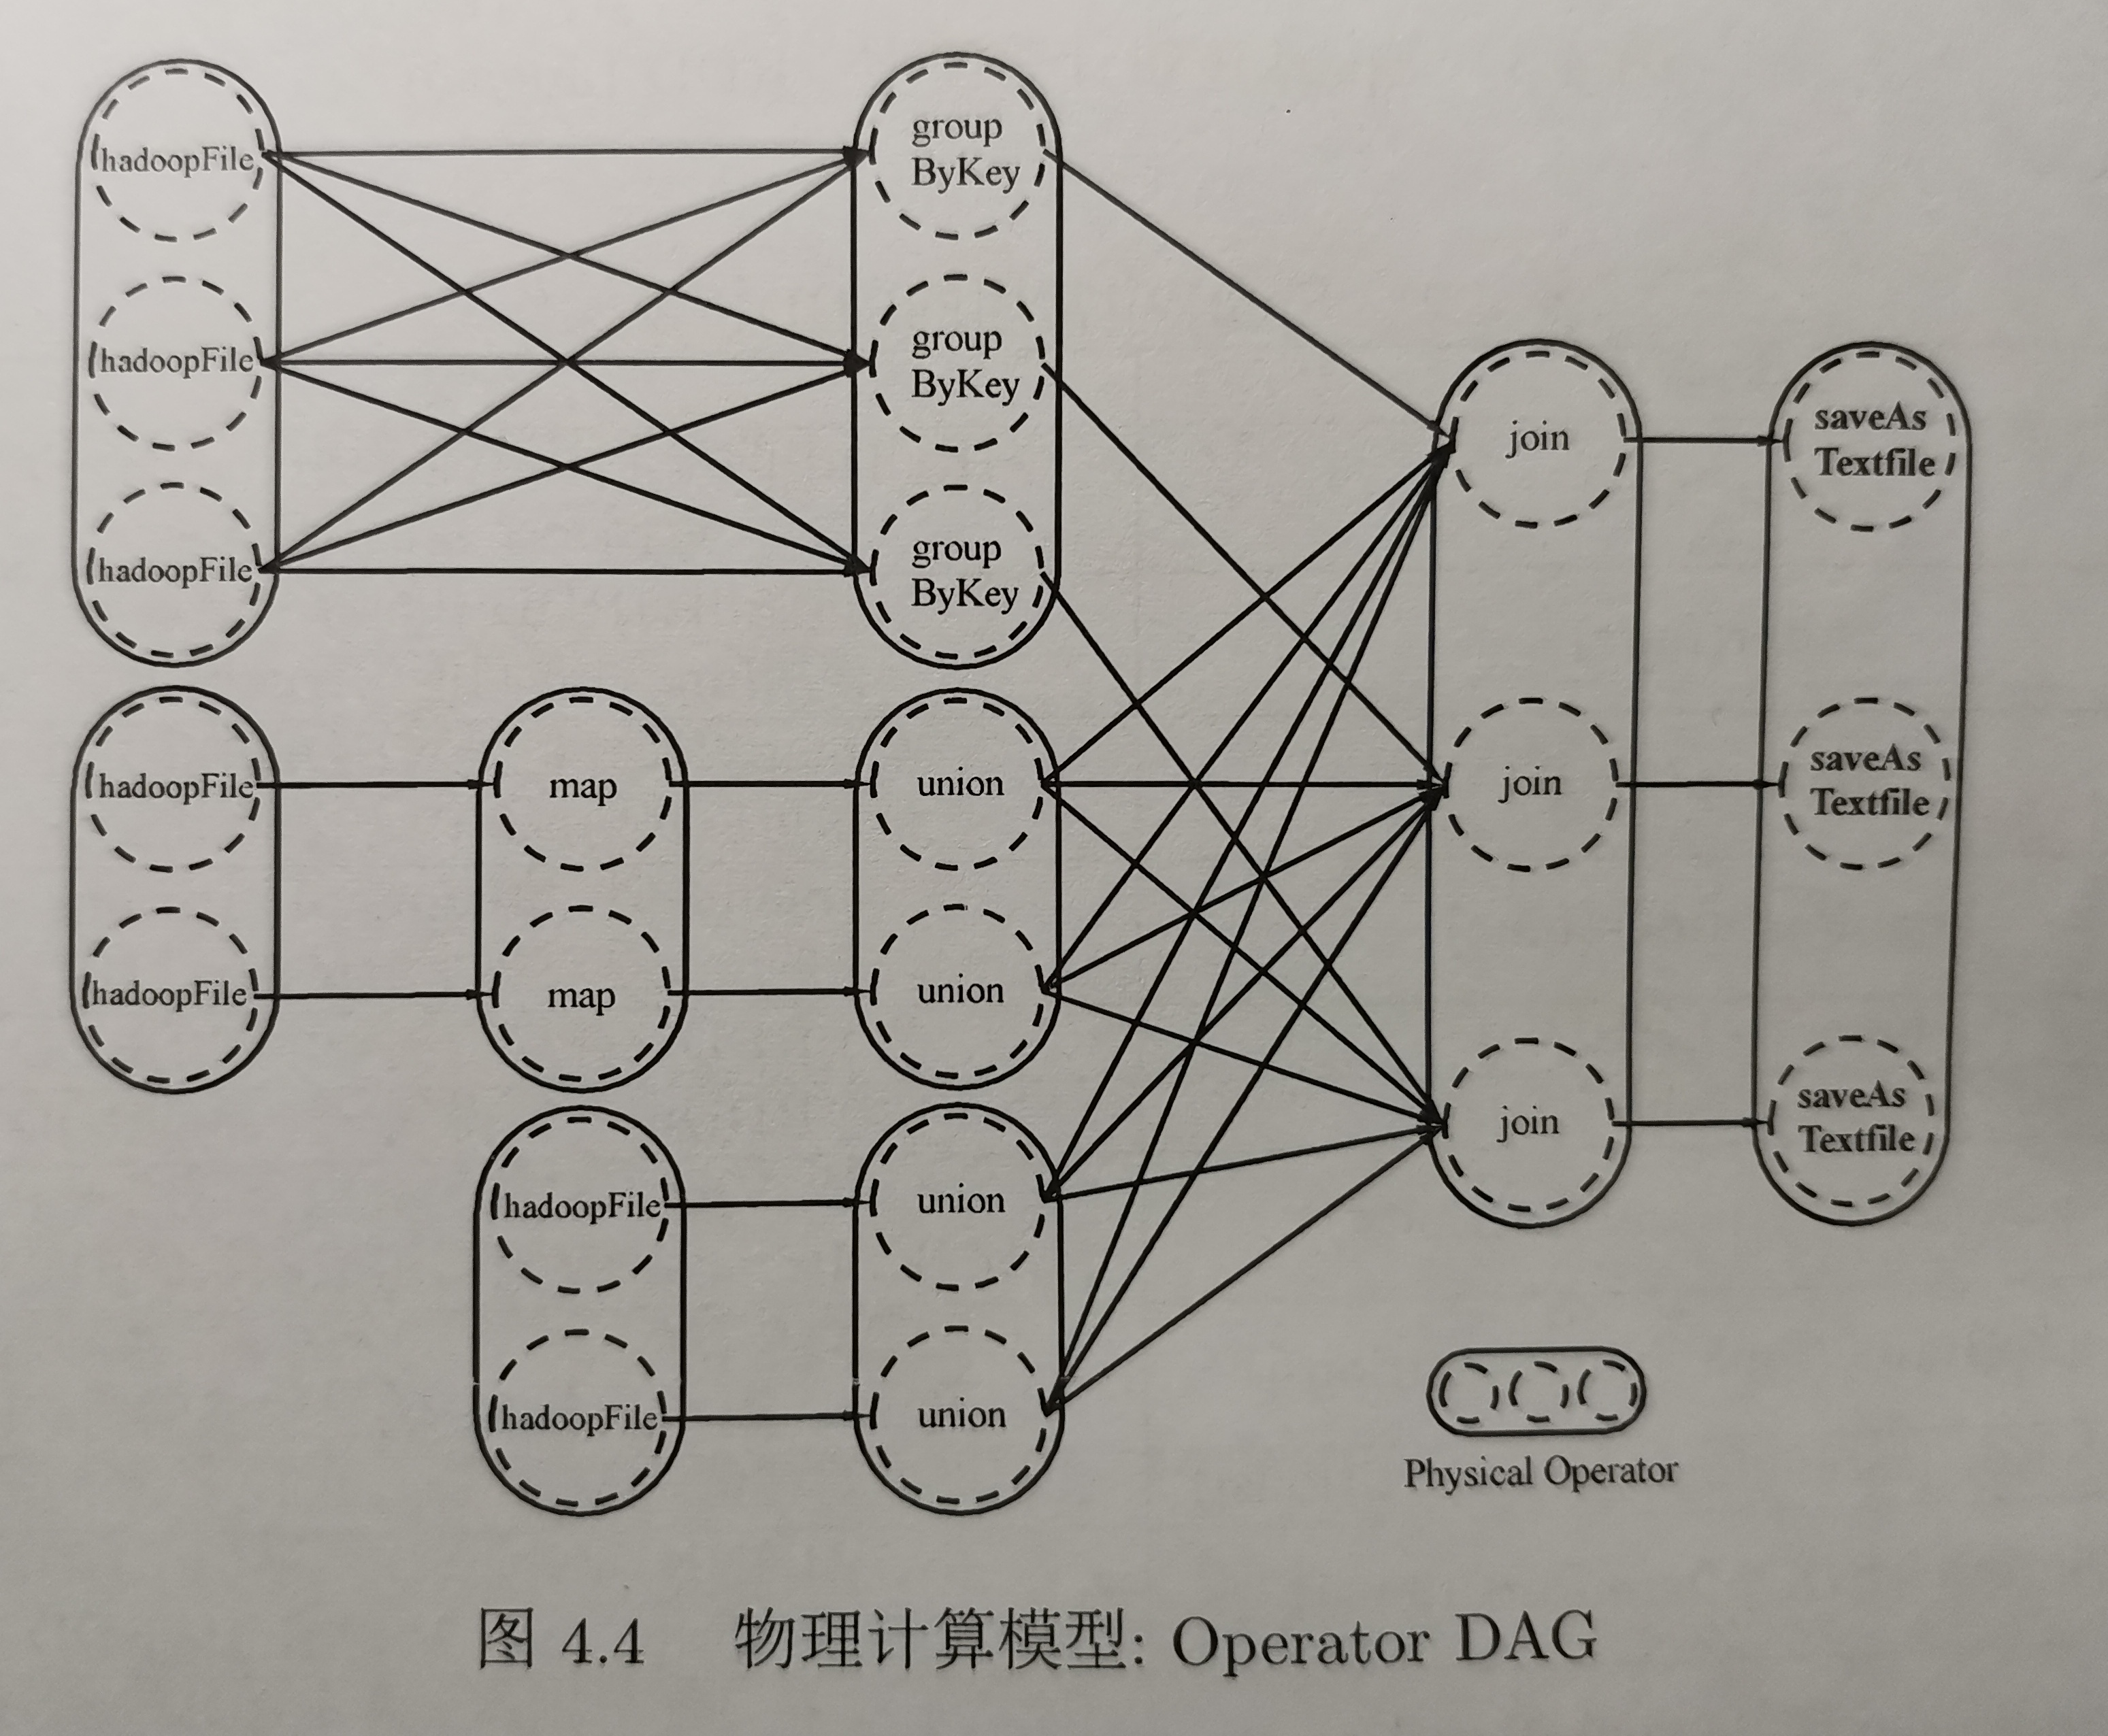 hadoopFile
hadoopFile
hadoopFile
group
ByKey
group
ByKey
group
ByKey
hadoopFile
hadoopFile
map
map
union
union
hadoopFile
hadoopFile
union
union
join
join
join
saveAs
Textfile
saveAs
Textfile
saveAs
Textfile
Physical Operator
图 4.4 物理计算模型: Operator DAG